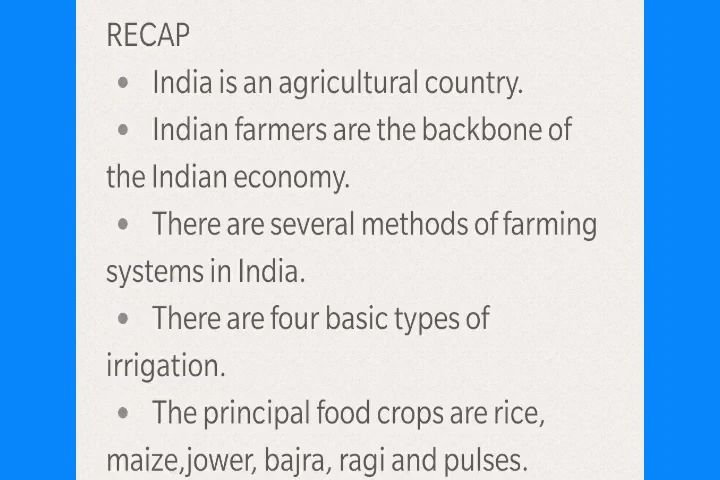 RECAP
• India is an agricultural country.
• Indian farmers are the backbone of
the Indian economy.
• There are several methods of farming
systems in India.
• There are four basic types of
irrigation.
• The principal food crops are rice,
maize,jower, bajra, ragi and pulses.